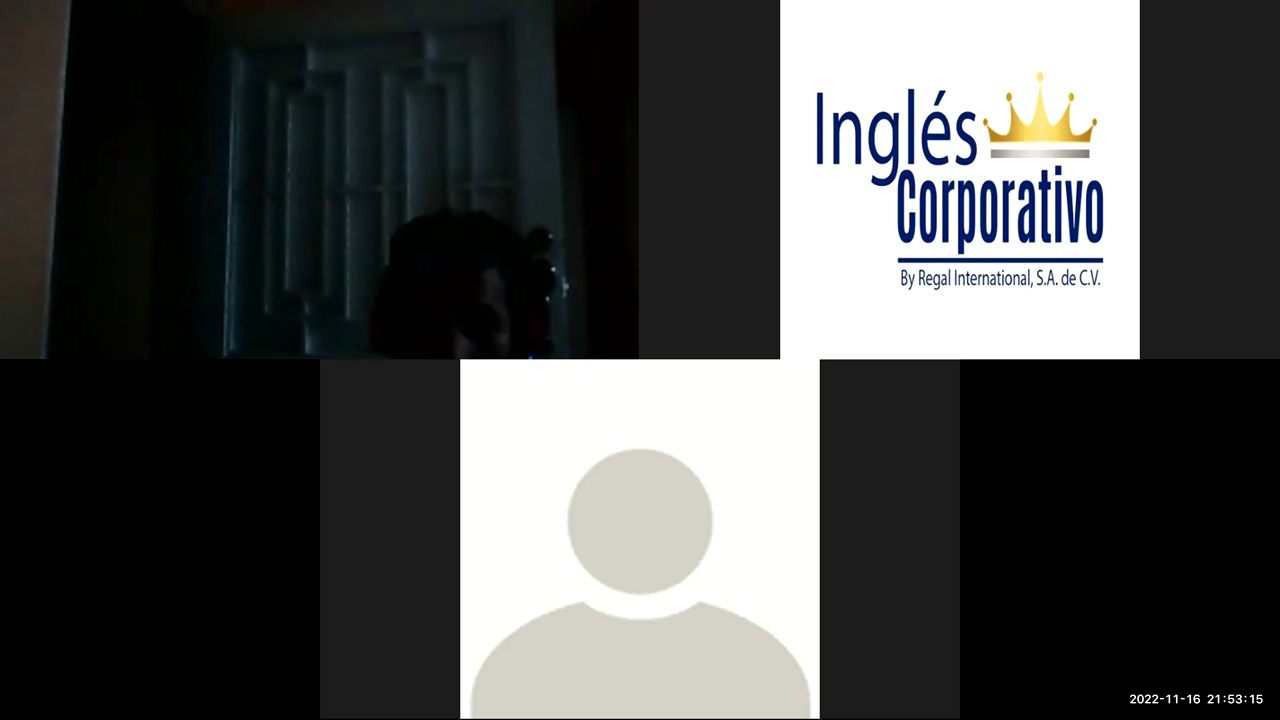 Inglés
Corporativo
By Regal International, S.A. de C.V.
2022-11-16 21:53:15